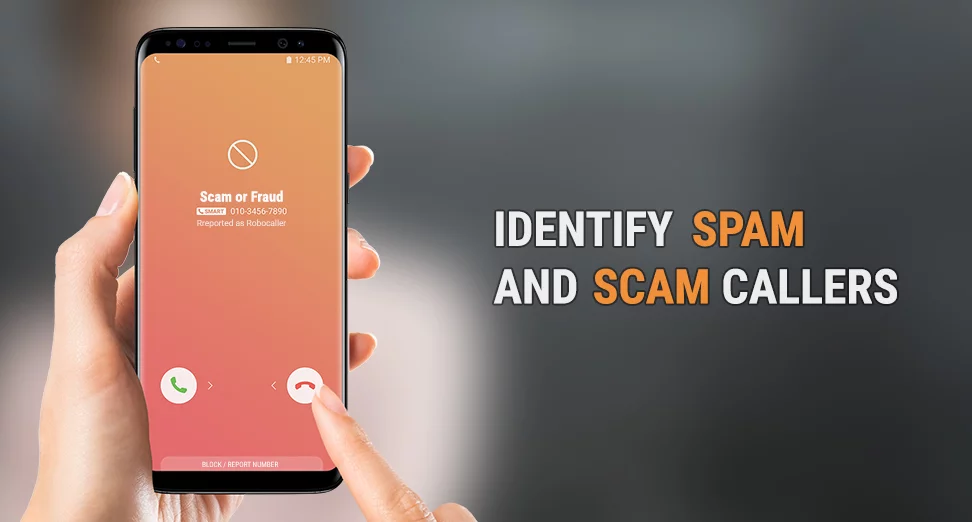 12:45 PM
Scam or Fraud
SMART 010-3456-7890
Rreported as Robocaller
BLOCK / REPORT NUMBER
IDENTIFY SPAM
AND SCAM CALLERS